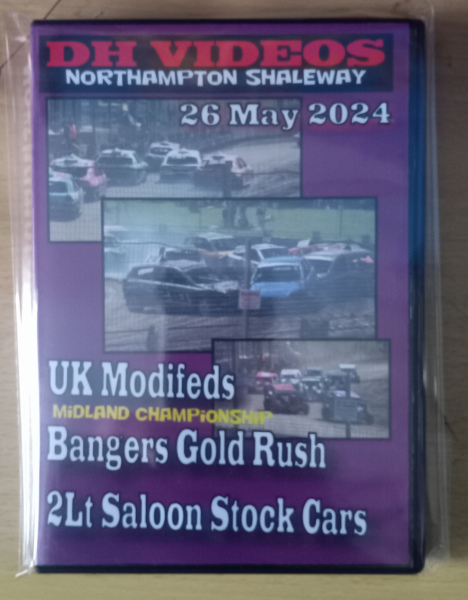 DH VIDEOS
NORTHAMPTON SHALEWAY
26 May 2024
UK Modifeds
MiDLAND CHAMPiONSHiP
Bangers Gold Rush
2Lt Saloon Stock Cars